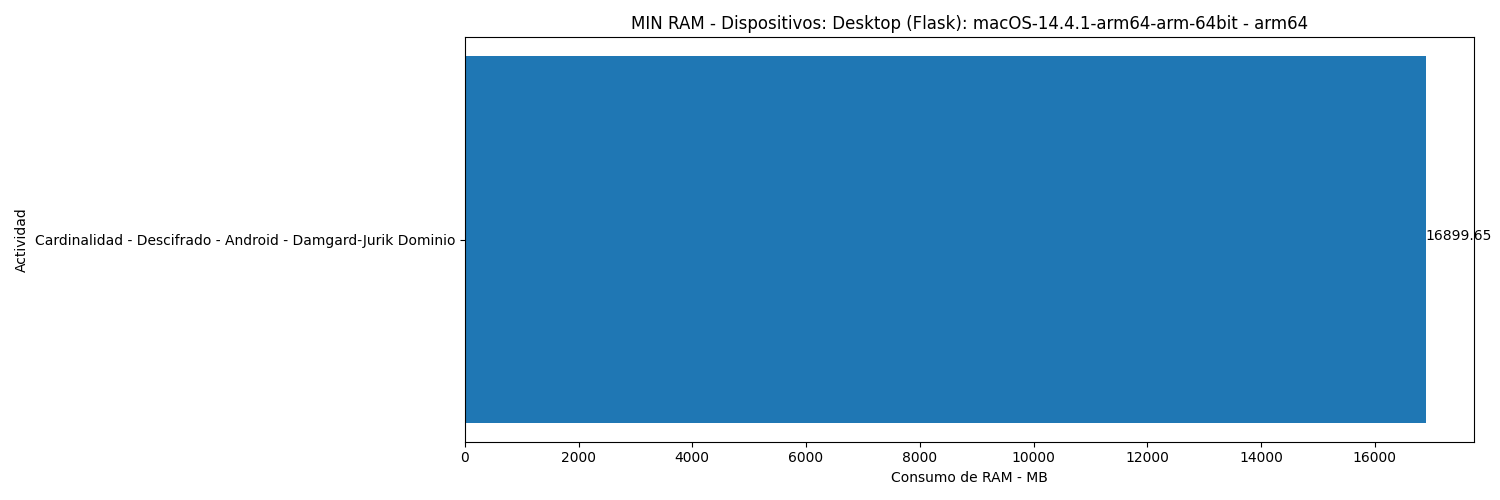 MIN RAM - Dispositivos: Desktop (Flask): macOS-14.4.1-arm64-arm-64bit - arm64
Actividad
Cardinalidad - Descifrado - Android - Damgard-Jurik Dominio
16899.65
0 2000 4000 6000 8000 10000 12000 14000 16000
Consumo de RAM - MB